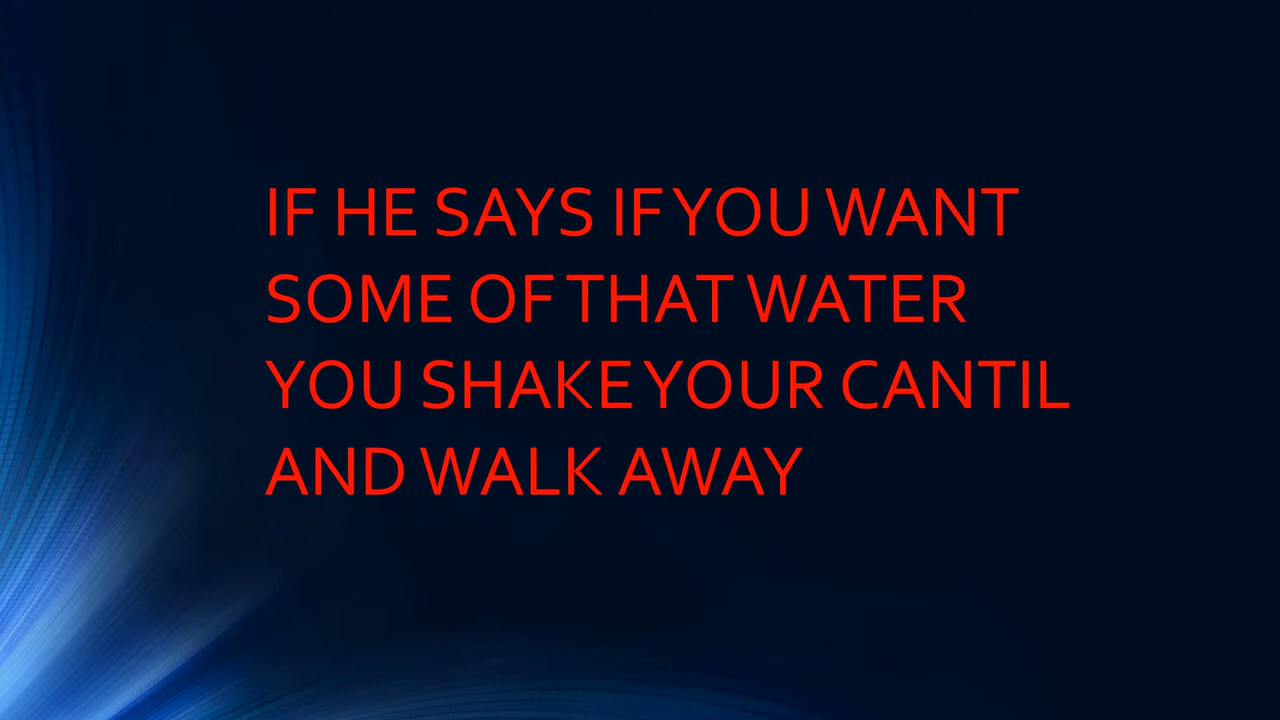 IF HE SAYS IF YOU WANT
SOME OF THAT WATER
YOU SHAKE YOUR CANTIL
AND WALK AWAY